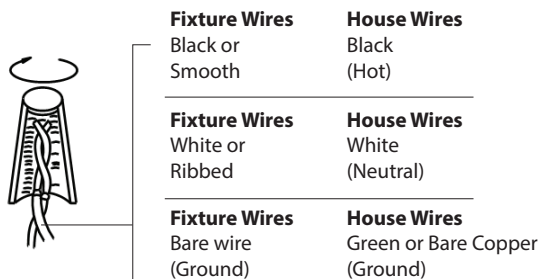 Fixture Wires House Wires
Black or Black
Smooth (Hot)
Fixture Wires House Wires
White or White
Ribbed (Neutral)
Fixture Wires House Wires
Bare wire Green or Bare Copper
(Ground) (Ground)